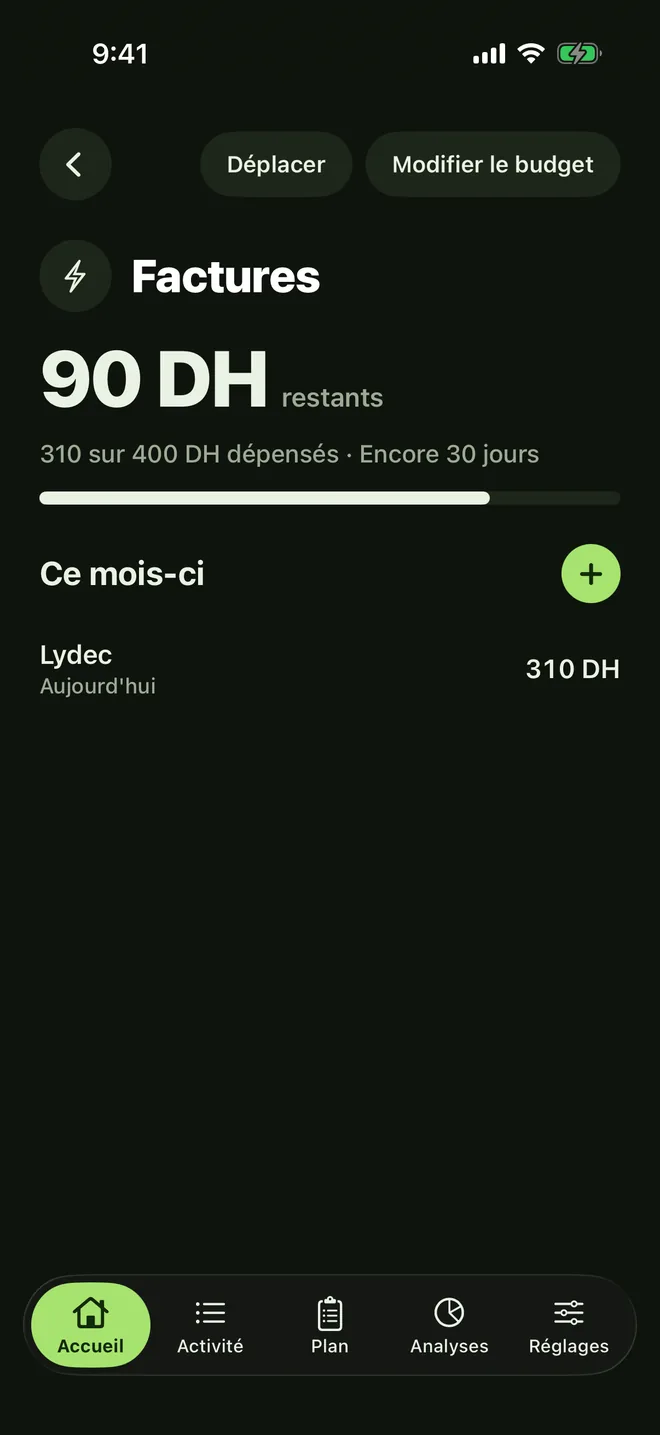 9:41
Déplacer
Modifier le budget
Factures
90 DH restants
310 sur 400 DH dépensés · Encore 30 jours
Ce mois-ci
Lydec
310 DH
Aujourd'hui
Accueil
Activité
Plan
Analyses
Réglages